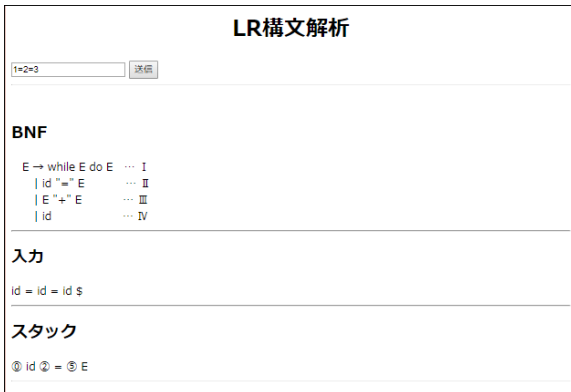 LR構文解析
1=2=3 送信
BNF
E → while E do E … Ⅰ
| id "=" E … Ⅱ
| E "+" E … Ⅲ
| id … Ⅳ
入力
id = id = id $
スタック
⓪ id ② = ⑤ E